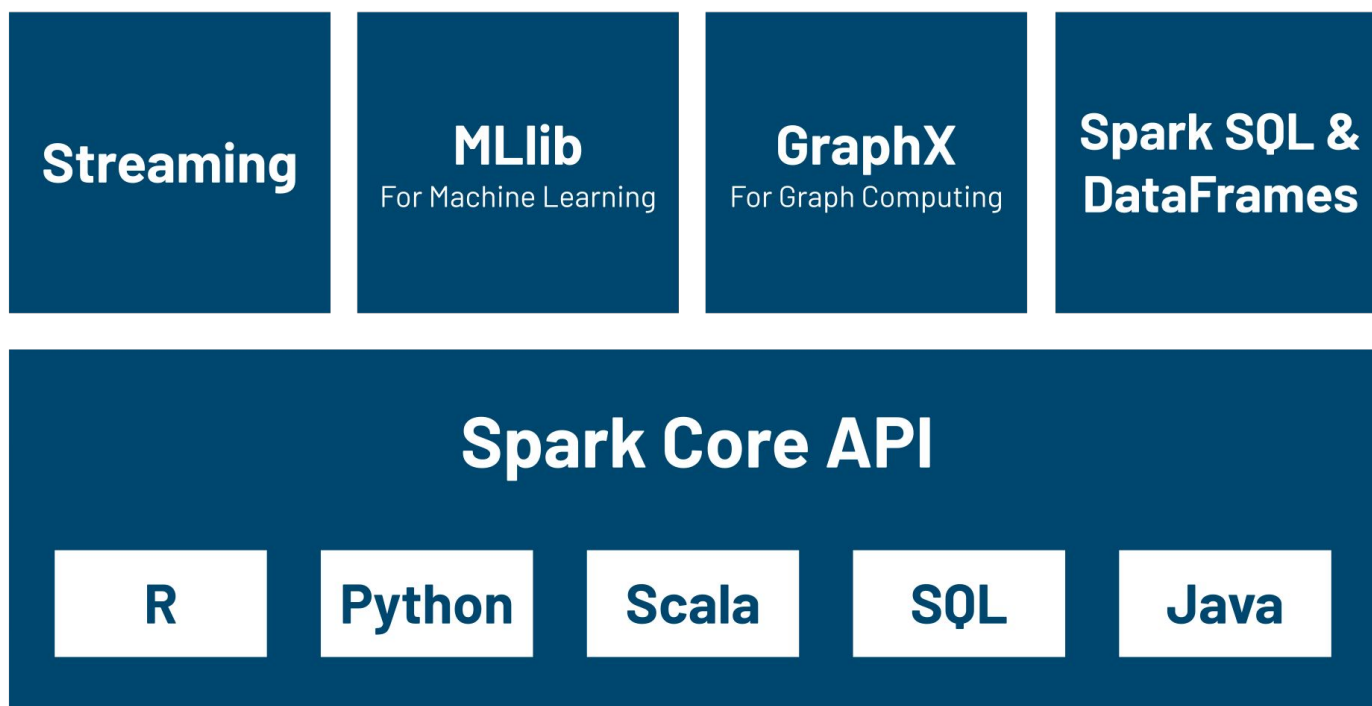 Streaming
MLlib
For Machine Learning
GraphX
For Graph Computing
Spark SQL &
DataFrames
Spark Core API
R
Python
Scala
SQL
Java